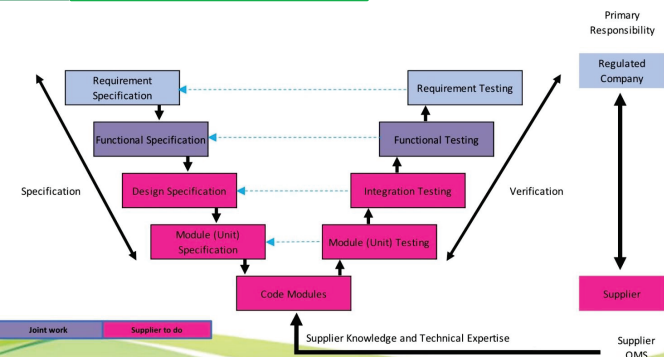 Primary
Responsibility
Regulated
Company
Requirement
Specification
Requirement Testing
Functional Specification
Functional Testing
Specification
Design Specification
Integration Testing
Verification
Module (Unit)
Specification
Module (Unit) Testing
Code Modules
Supplier
Joint work
Supplier to do
Supplier Knowledge and Technical Expertise
Supplier
QMS